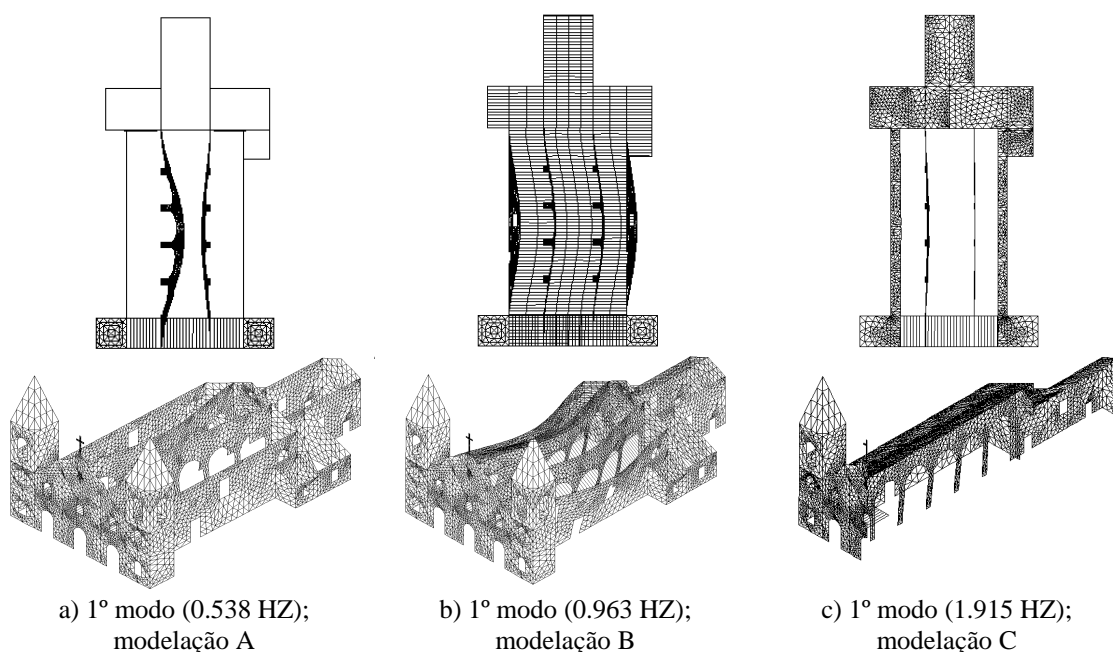 a) 1º modo (0.538 HZ);
modelação A
b) 1º modo (0.963 HZ);
modelação B
c) 1º modo (1.915 HZ);
modelação C